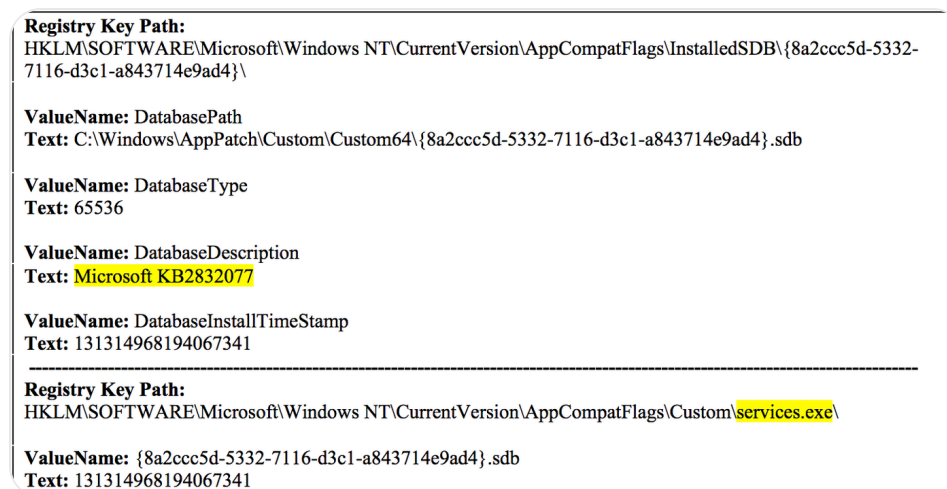 Registry Key Path:
HKLM\SOFTWARE\Microsoft\Windows NT\CurrentVersion\AppCompatFlags\InstalledSDB\{8a2ccc5d-5332-
7116-d3c1-a843714e9ad4}\
ValueName: DatabasePath
Text: C:\Windows\AppPatch\Custom\Custom64\{8a2ccc5d-5332-7116-d3c1-a843714e9ad4}.sdb
ValueName: DatabaseType
Text: 65536
ValueName: DatabaseDescription
Text: Microsoft KB2832077
ValueName: DatabaseInstallTimeStamp
Text: 131314968194067341
Registry Key Path:
HKLM\SOFTWARE\Microsoft\Windows NT\CurrentVersion\AppCompatFlags\Custom\services.exe\
ValueName: {8a2ccc5d-5332-7116-d3c1-a843714e9ad4}.sdb
Text: 131314968194067341